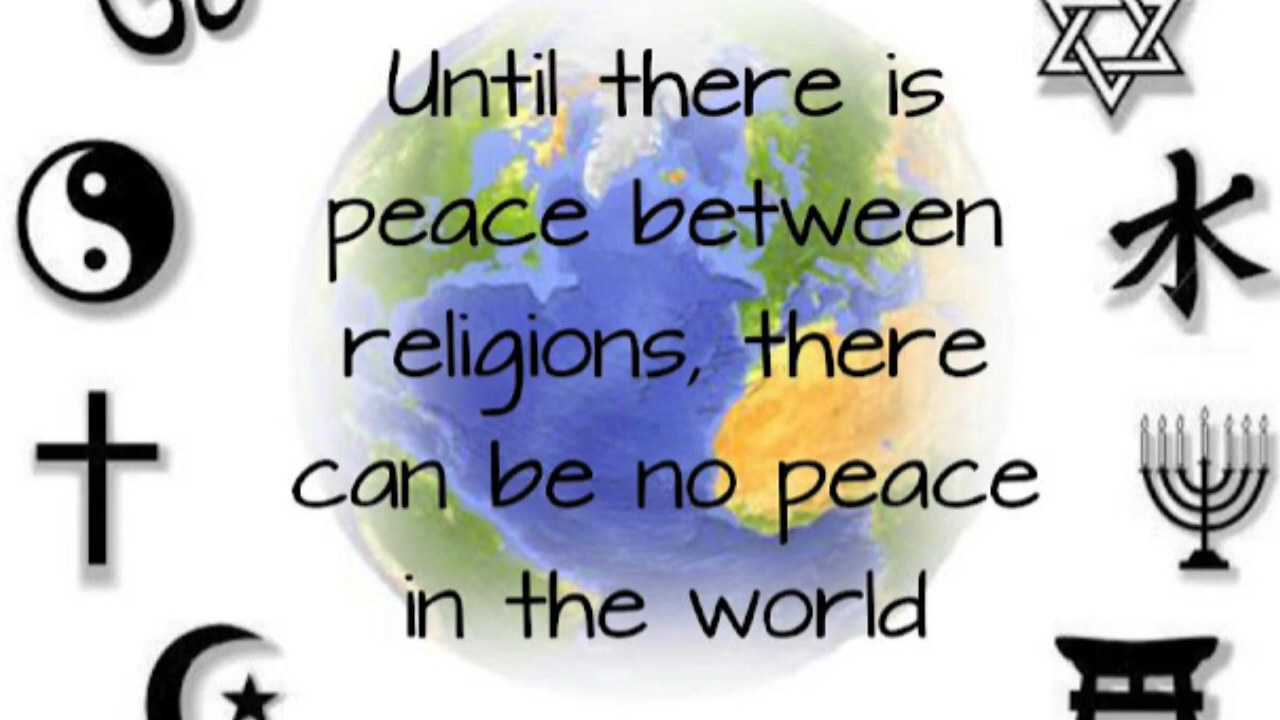 Until there is
peace between
religions, there
can be no peace
in the world
水